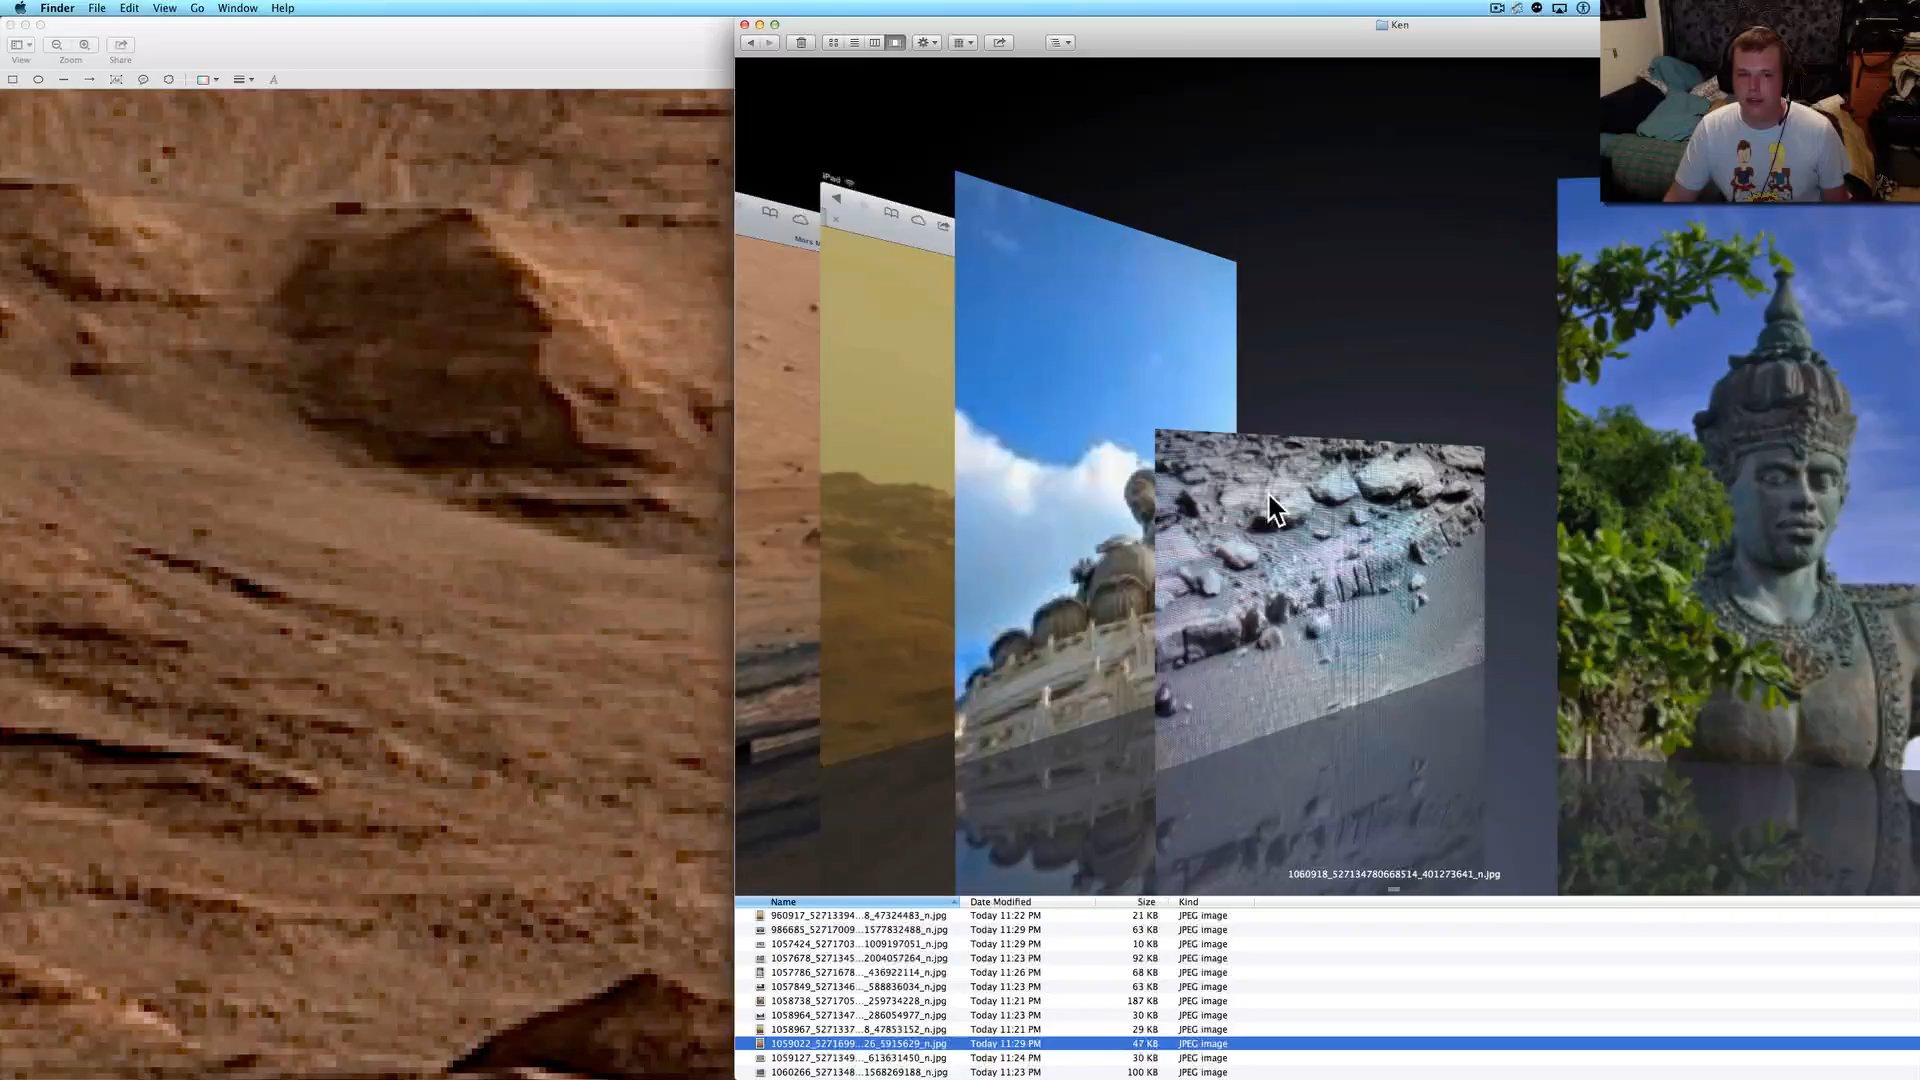 Finder File Edit View Go Window Help
Ken
View Zoom Share
iPad
1060918_527134780668514_401273641_n.jpg
Name Date Modified Size Kind
960917_52713394...8_47324483_n.jpg Today 11:22 PM 21 KB JPEG image
986685_52717009...1577832488_n.jpg Today 11:29 PM 63 KB JPEG image
1057424_5271703...1009197051_n.jpg Today 11:29 PM 10 KB JPEG image
1057678_5271345...2004057264_n.jpg Today 11:23 PM 92 KB JPEG image
1057786_5271678..._436922114_n.jpg Today 11:26 PM 68 KB JPEG image
1057849_5271346..._588836034_n.jpg Today 11:23 PM 63 KB JPEG image
1058738_5271705..._259734228_n.jpg Today 11:21 PM 187 KB JPEG image
1058964_5271347..._286054977_n.jpg Today 11:23 PM 30 KB JPEG image
1058967_5271337...8_47853152_n.jpg Today 11:21 PM 29 KB JPEG image
1059022_5271699...26_5915629_n.jpg Today 11:29 PM 47 KB JPEG image
1059127_5271349..._613631450_n.jpg Today 11:24 PM 30 KB JPEG image
1060266_5271348...1568269188_n.jpg Today 11:23 PM 100 KB JPEG image